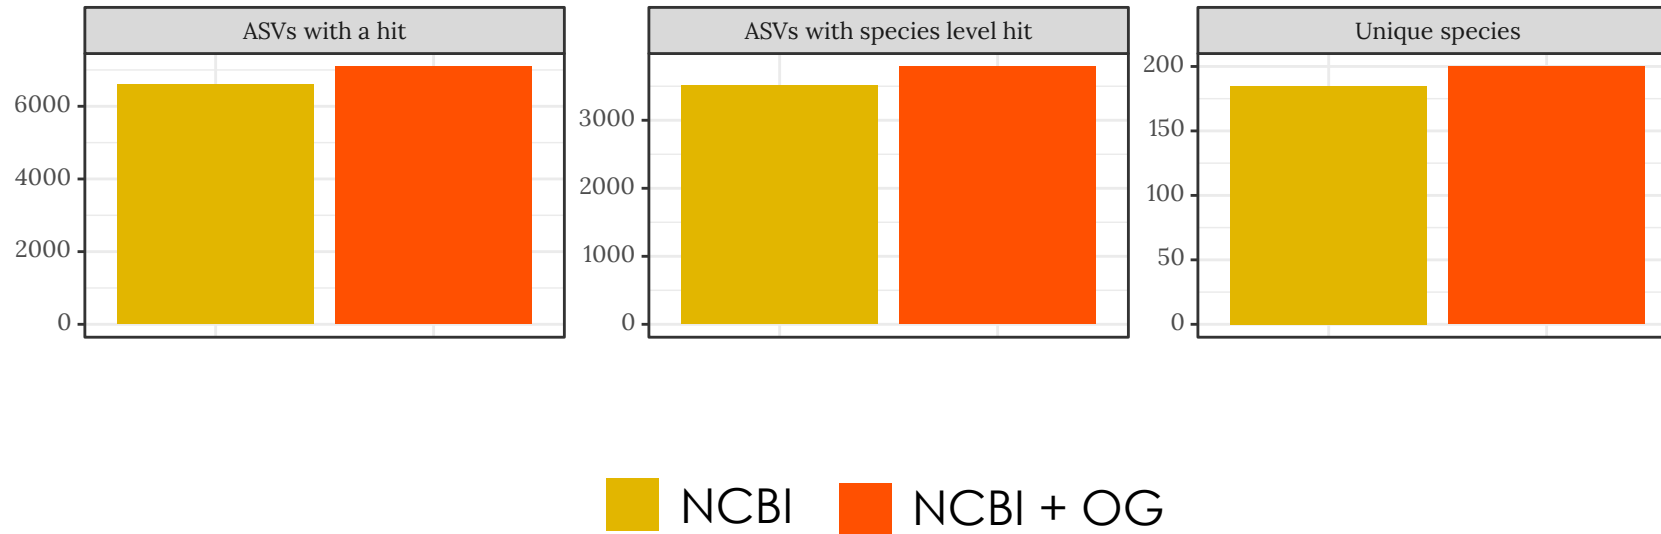 ASVs with a hit
ASVs with species level hit
Unique species
6000
4000
2000
0
3000
2000
1000
0
200
150
100
50
0
NCBI
NCBI + OG